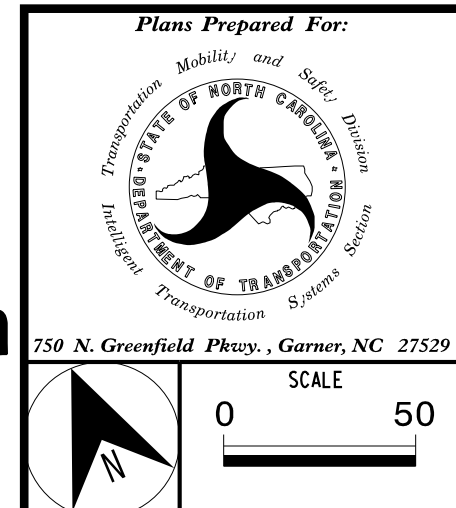 Plans Prepared For:
Transportation Mobility and Safety Division
STATE OF NORTH CAROLINA
DEPARTMENT OF TRANSPORTATION
Intelligent Transportation Systems Section
750 N. Greenfield Pkwy. , Garner, NC 27529
SCALE
0 50
N